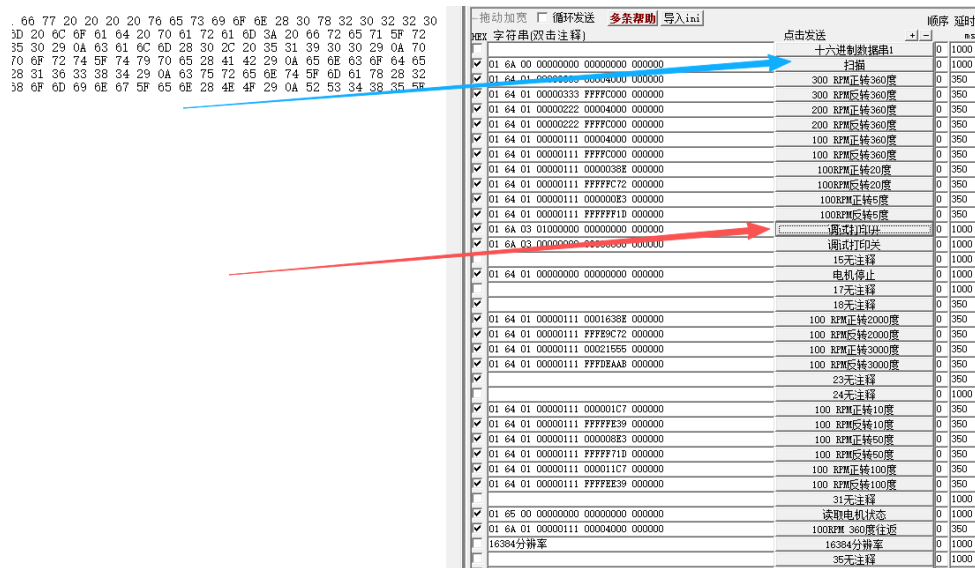 . 66 77 20 20 20 20 76 65 73 69 6F 6E 28 30 78 32 30 32 32 30
5D 20 6C 6F 61 64 20 70 61 72 61 6D 3A 20 66 72 65 71 5F 72
35 30 29 0A 63 61 6C 6D 28 30 2C 20 35 31 39 30 30 29 0A 70
70 6F 72 74 5F 74 79 70 65 28 41 42 29 0A 65 6E 63 6F 64 65
28 31 36 33 38 34 29 0A 63 75 72 65 6E 74 5F 6D 61 78 28 32
68 6F 6D 69 6E 67 5F 65 6E 28 4E 4F 29 0A 52 53 34 38 35 5F
拖动加宽 循环发送 多条帮助 导入ini 顺序 延时
HEX 字符串(双击注释) 点击发送 + - ms
十六进制数据串1 0 1000
01 6A 00 00000000 00000000 000000 扫描 0 1000
01 64 01 00000333 00004000 000000 300 RPM正转360度 0 350
01 64 01 00000333 FFFFC000 000000 300 RPM反转360度 0 350
01 64 01 00000222 00004000 000000 200 RPM正转360度 0 350
01 64 01 00000222 FFFFC000 000000 200 RPM反转360度 0 350
01 64 01 00000111 00004000 000000 100 RPM正转360度 0 350
01 64 01 00000111 FFFFC000 000000 100 RPM反转360度 0 350
01 64 01 00000111 0000038E 000000 100RPM正转20度 0 350
01 64 01 00000111 FFFFFC72 000000 100RPM反转20度 0 350
01 64 01 00000111 000000E3 000000 100RPM正转5度 0 350
01 64 01 00000111 FFFFFF1D 000000 100RPM反转5度 0 350
01 6A 03 01000000 00000000 000000 调试打印开 0 1000
01 6A 03 00000000 00000000 000000 调试打印关 0 1000
15无注释 0 1000
01 64 01 00000000 00000000 000000 电机停止 0 1000
17无注释 0 1000
18无注释 0 350
01 64 01 00000111 0001638E 000000 100 RPM正转2000度 0 350
01 64 01 00000111 FFFE9C72 000000 100 RPM反转2000度 0 350
01 64 01 00000111 00021555 000000 100 RPM正转3000度 0 350
01 64 01 00000111 FFFDEAAB 000000 100 RPM反转3000度 0 350
23无注释 0 350
24无注释 0 1000
01 64 01 00000111 000001C7 000000 100 RPM正转10度 0 350
01 64 01 00000111 FFFFFE39 000000 100 RPM反转10度 0 350
01 64 01 00000111 000008E3 000000 100 RPM正转50度 0 350
01 64 01 00000111 FFFFF71D 000000 100 RPM反转50度 0 350
01 64 01 00000111 000011C7 000000 100 RPM正转100度 0 350
01 64 01 00000111 FFFFEE39 000000 100 RPM反转100度 0 350
31无注释 0 1000
01 65 00 00000000 00000000 000000 读取电机状态 0 1000
01 6A 01 00000111 00004000 000000 100RPM 360度往返 0 350
16384分辨率 16384分辨率 0 1000
35无注释 0 1000